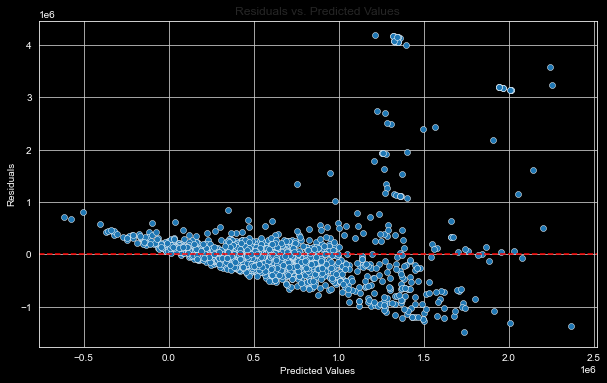 Residuals vs. Predicted Values
1e6
4
3
2
1
0
−1
Residuals
−0.5
0.0
0.5
1.0
1.5
2.0
2.5
1e6
Predicted Values